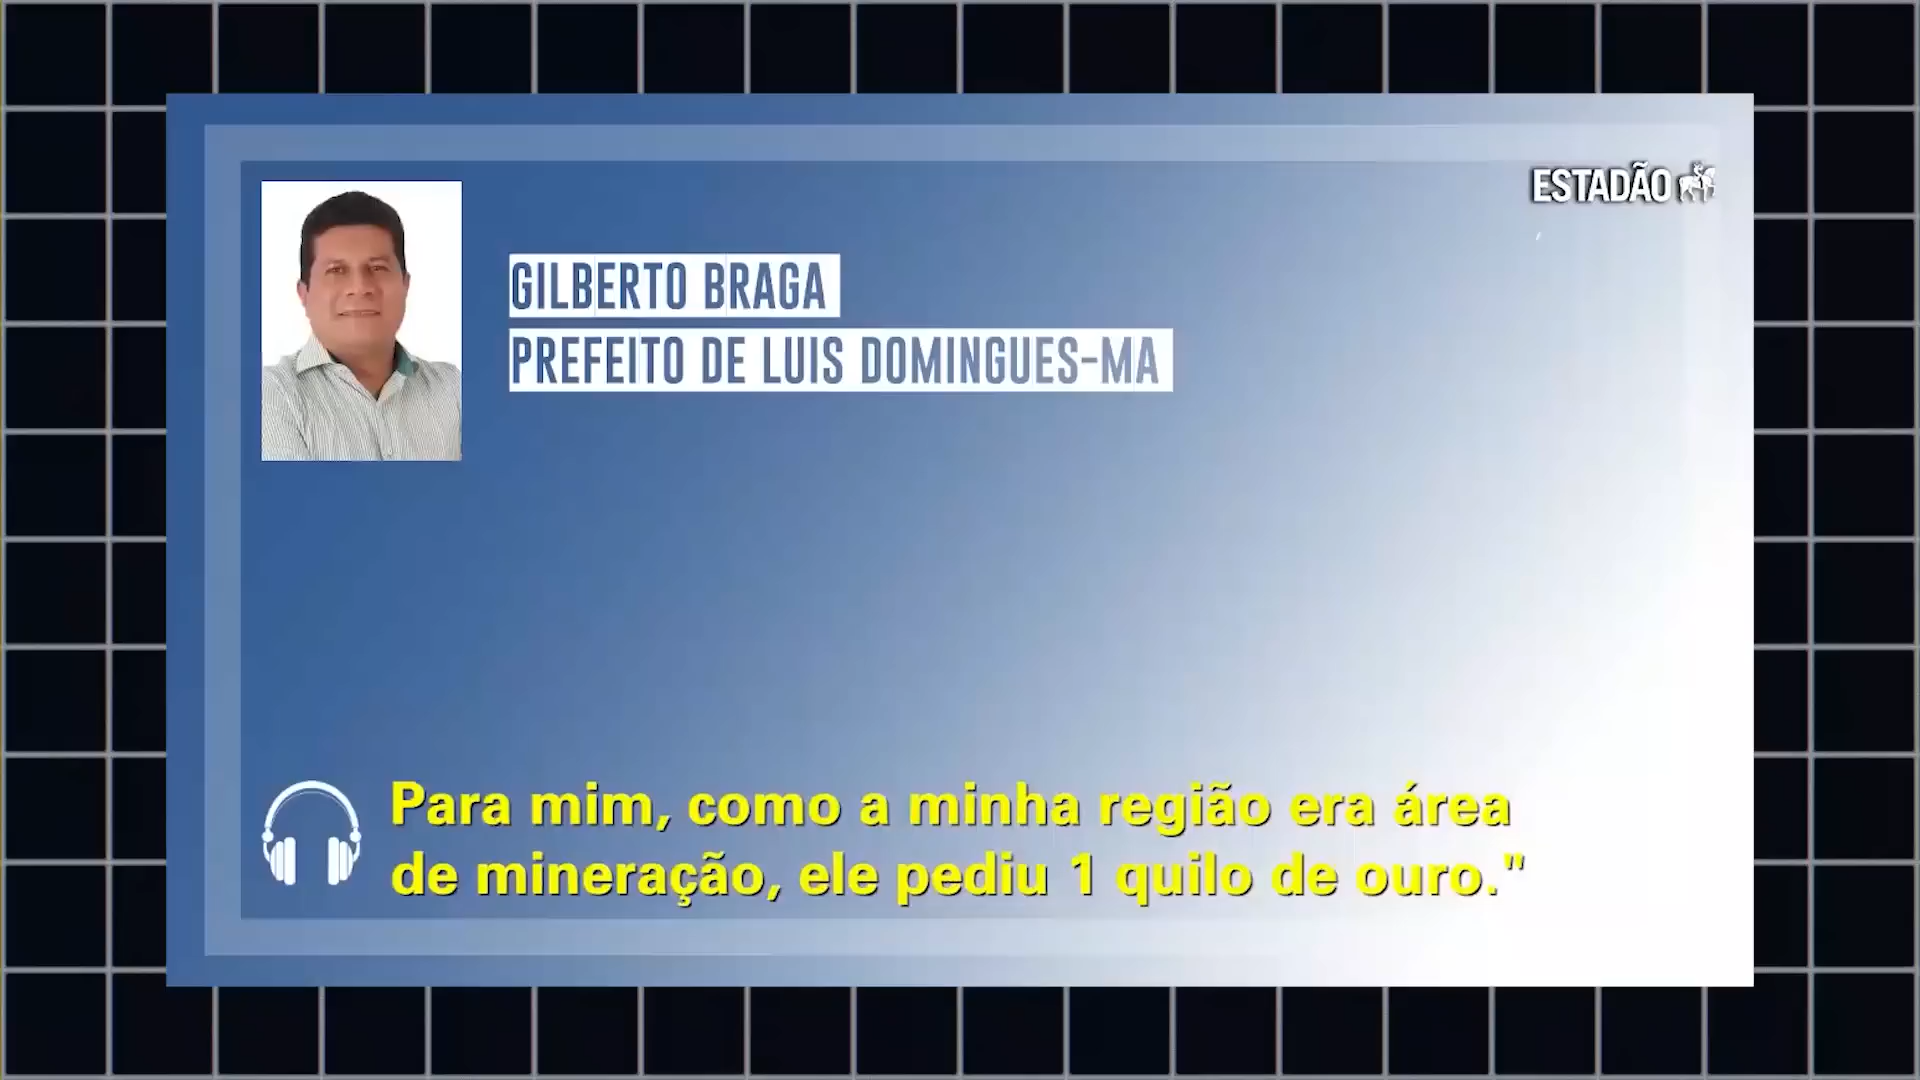 ESTADÃO
GILBERTO BRAGA
PREFEITO DE LUIS DOMINGUES-MA
Para mim, como a minha região era área
de mineração, ele pediu 1 quilo de ouro."